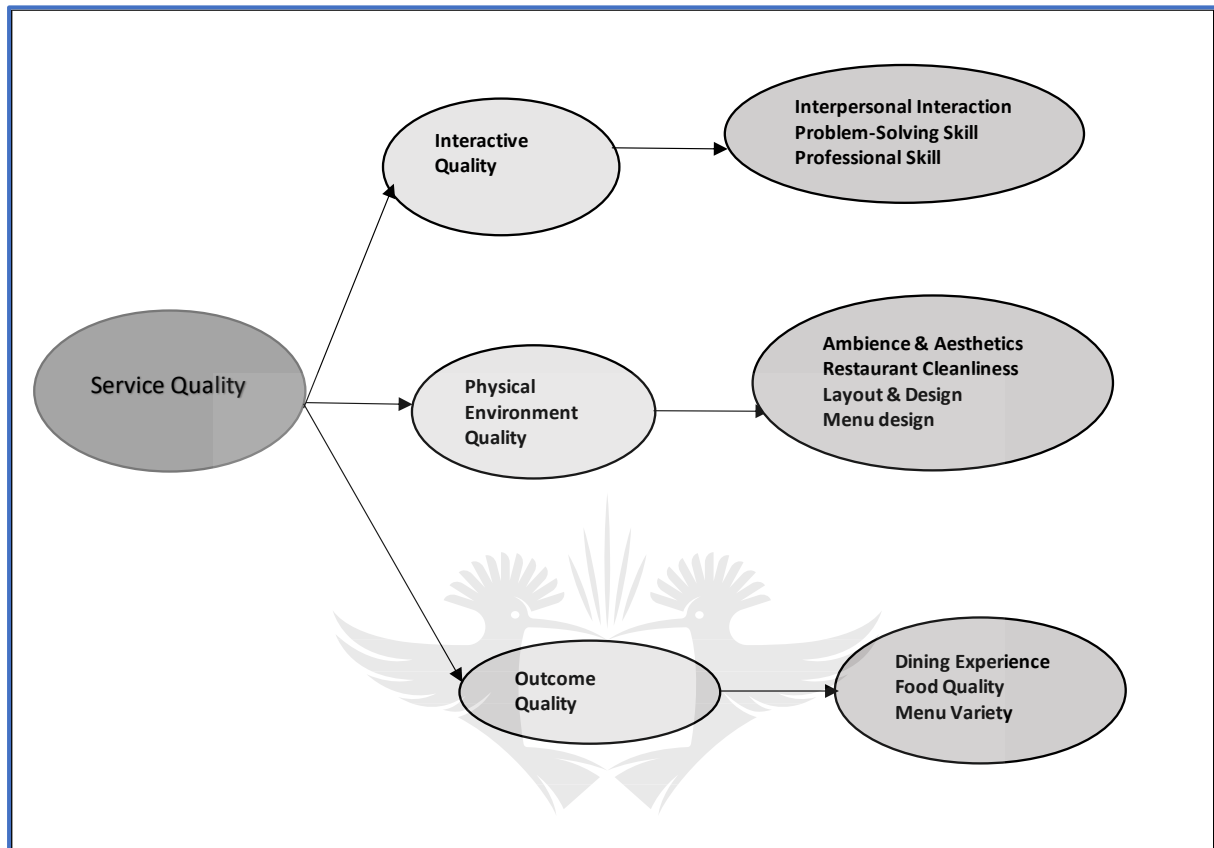 Service Quality
Interactive
Quality
Interpersonal Interaction
Problem-Solving Skill
Professional Skill
Physical
Environment
Quality
Ambience & Aesthetics
Restaurant Cleanliness
Layout & Design
Menu design
Outcome
Quality
Dining Experience
Food Quality
Menu Variety